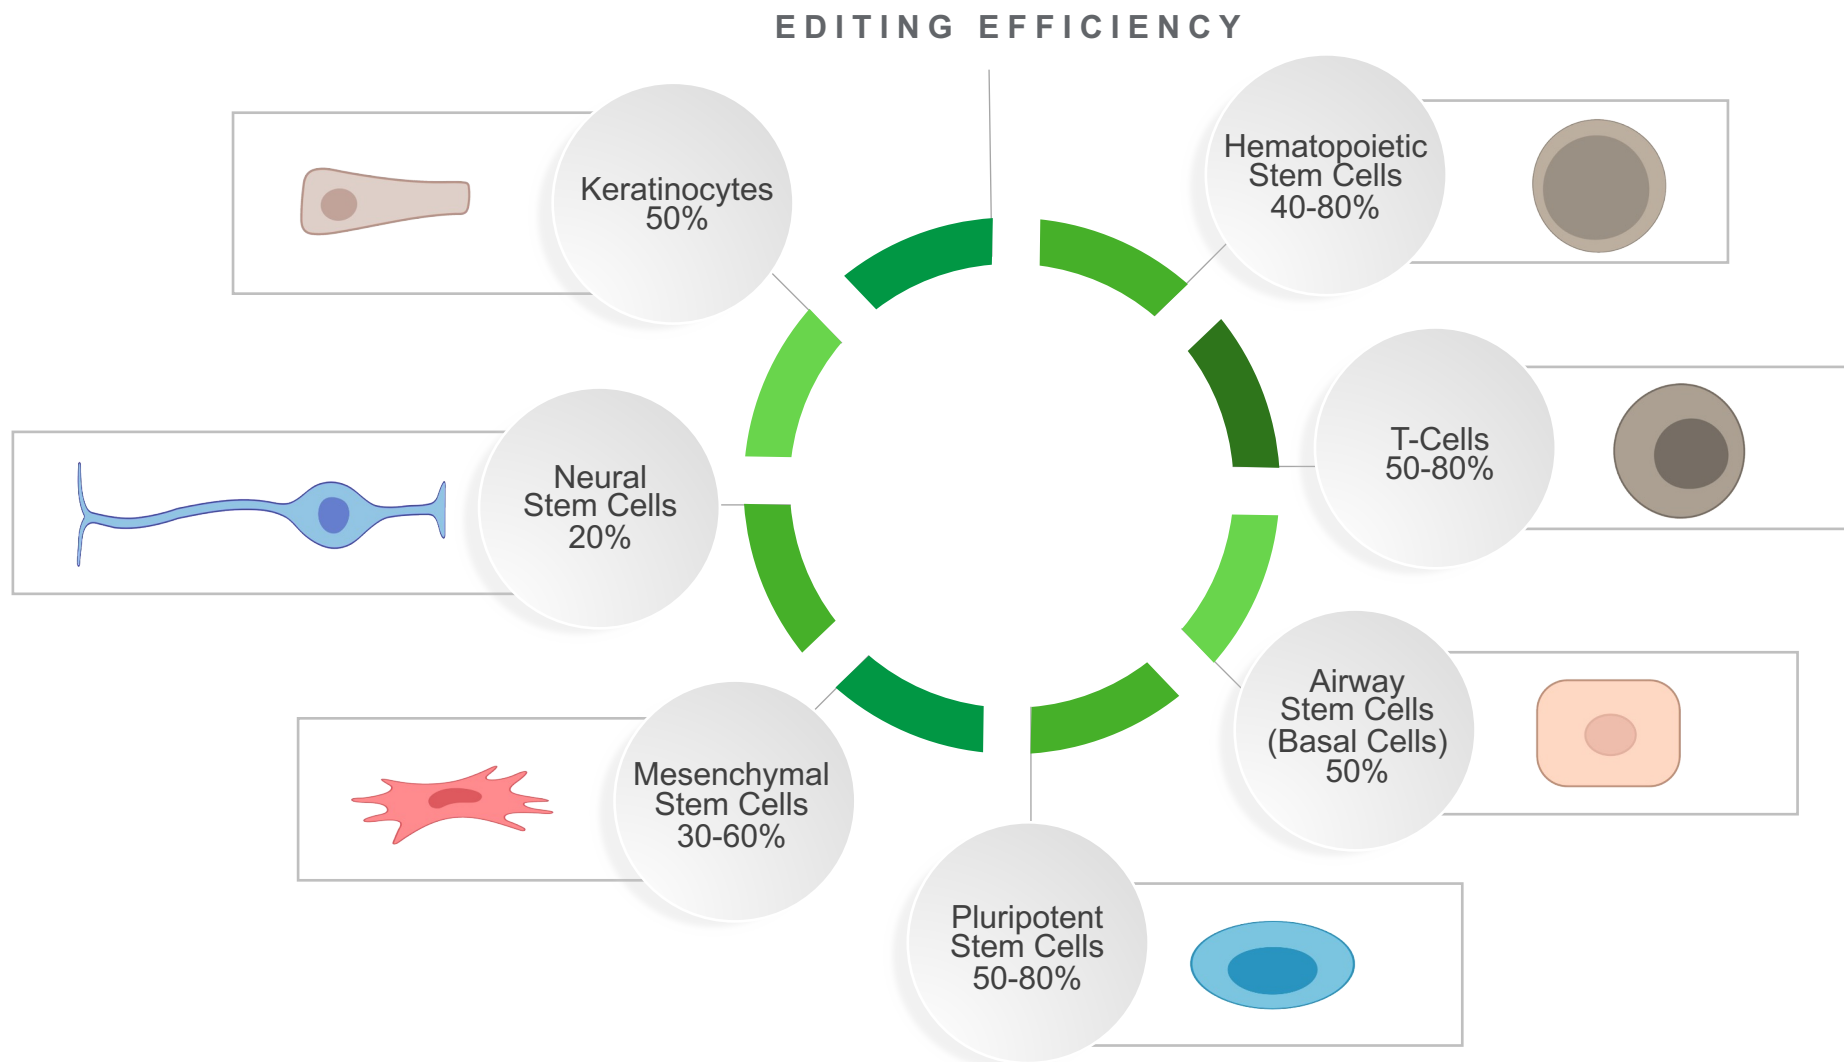 EDITING EFFICIENCY
Keratinocytes
50%
Hematopoietic
Stem Cells
40-80%
Neural
Stem Cells
20%
T-Cells
50-80%
Mesenchymal
Stem Cells
30-60%
Airway
Stem Cells
(Basal Cells)
50%
Pluripotent
Stem Cells
50-80%